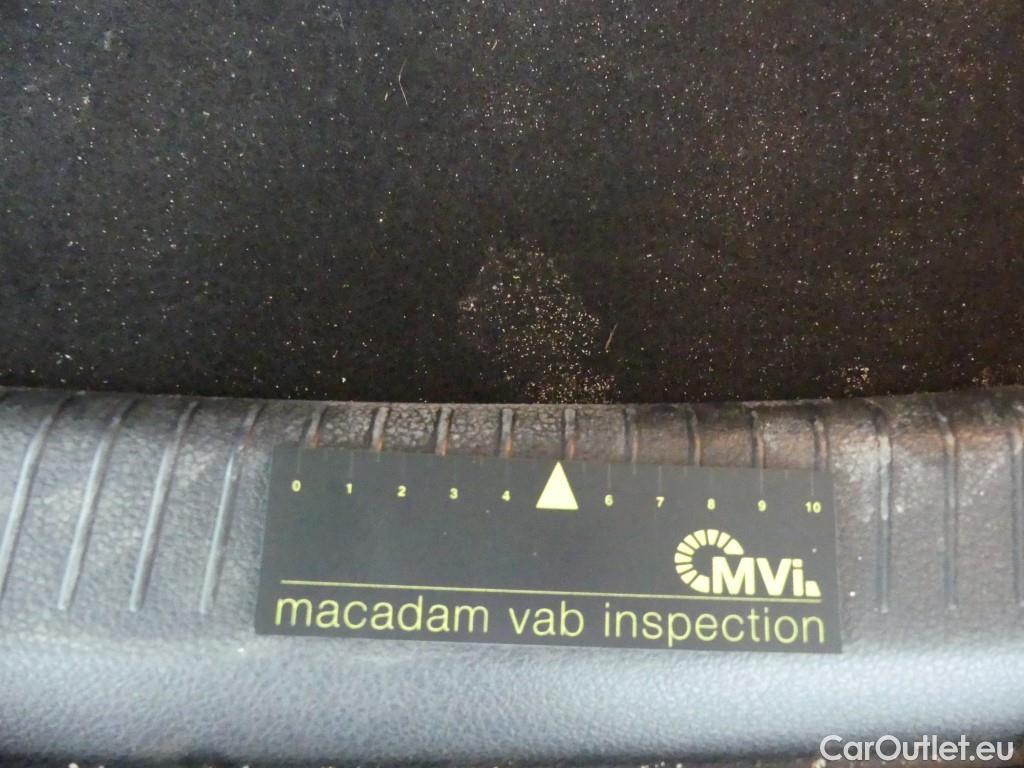 0 1 2 3 4 6 7 8 9 10
MVi
macadam vab inspection
CarOutlet.eu